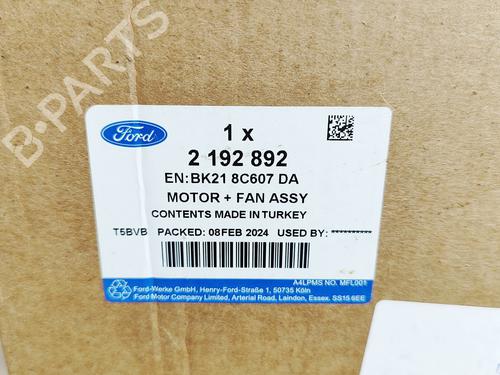 B-PARTS
Ford
1 x
2 192 892
EN:BK21 8C607 DA
MOTOR + FAN ASSY
CONTENTS MADE IN TURKEY
T5BVB PACKED: 08FEB 2024 USED BY: -**********
A4LPMS NO. MFL001
Ford-Werke GmbH, Henry-Ford-Straße 1, 50735 Köln
Ford Motor Company Limited, Arterial Road, Laindon, Essex. SS15 6EE